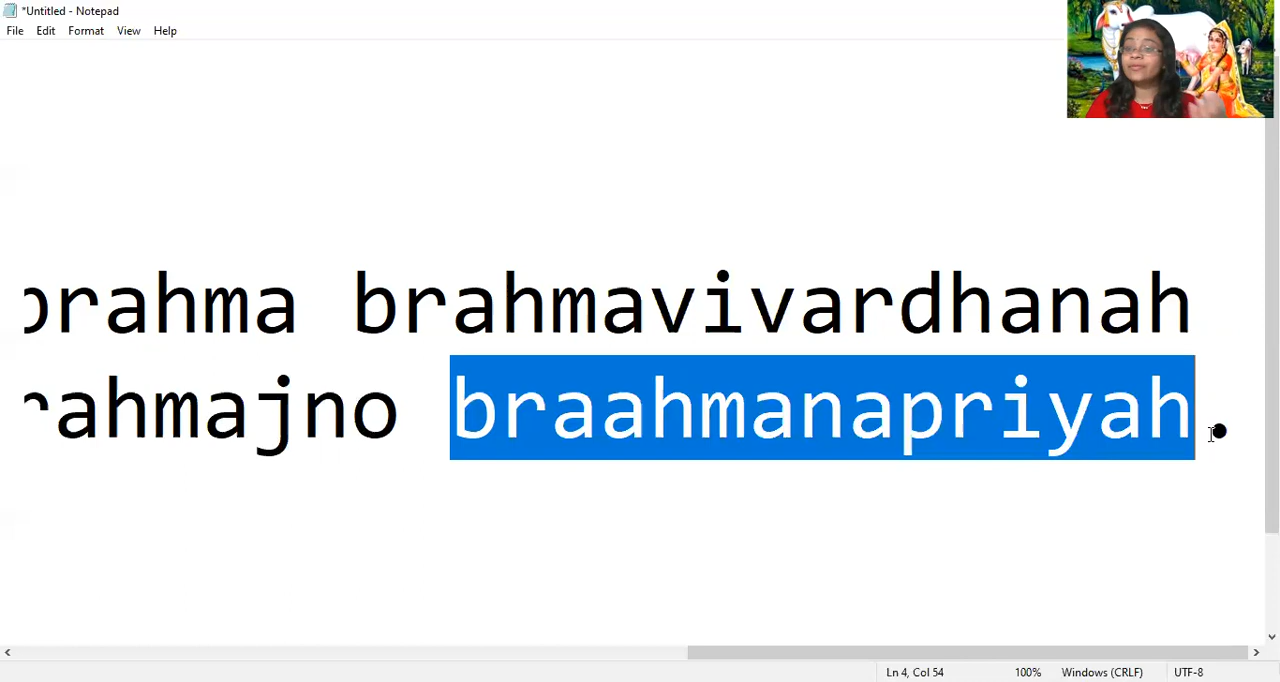 *Untitled - Notepad
File Edit Format View Help
brahma brahmavivardhanah
rahmajno braahmanapriyah.
Ln 4, Col 54 100% Windows (CRLF) UTF-8